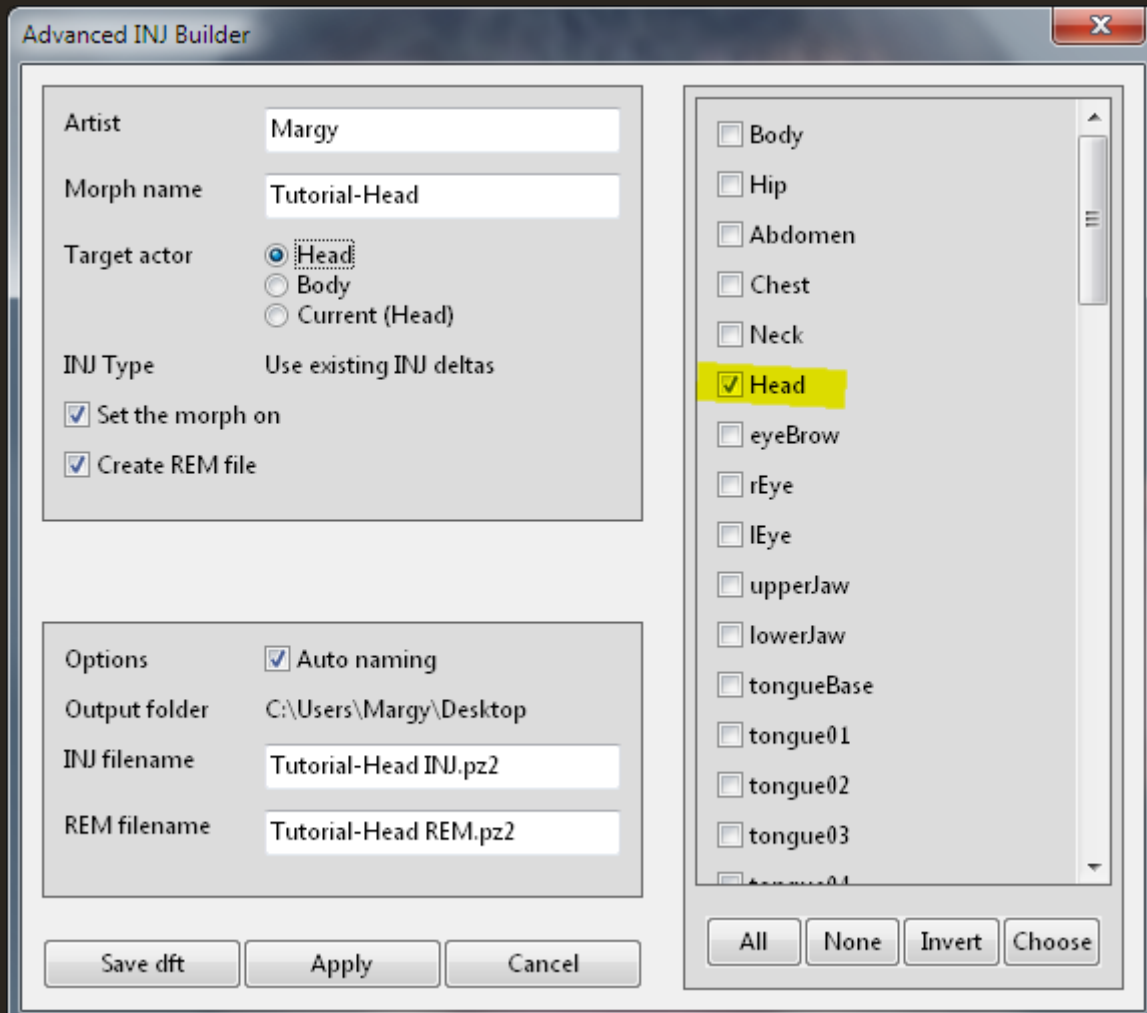 Advanced INJ Builder
Artist
Margy
Morph name
Tutorial-Head
Target actor
Head
Body
Current (Head)
INJ Type
Use existing INJ deltas
Set the morph on
Create REM file
Options
Auto naming
Output folder
C:\Users\Margy\Desktop
INJ filename
Tutorial-Head INJ.pz2
REM filename
Tutorial-Head REM.pz2
Save dft
Apply
Cancel
Body
Hip
Abdomen
Chest
Neck
Head
eyeBrow
rEye
lEye
upperJaw
lowerJaw
tongueBase
tongue01
tongue02
tongue03
All
None
Invert
Choose